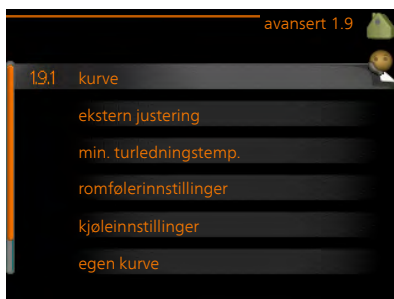 avansert 1.9
1.9.1 kurve
ekstern justering
min. turledningstemp.
romfølerinnstillinger
kjøleinnstillinger
egen kurve